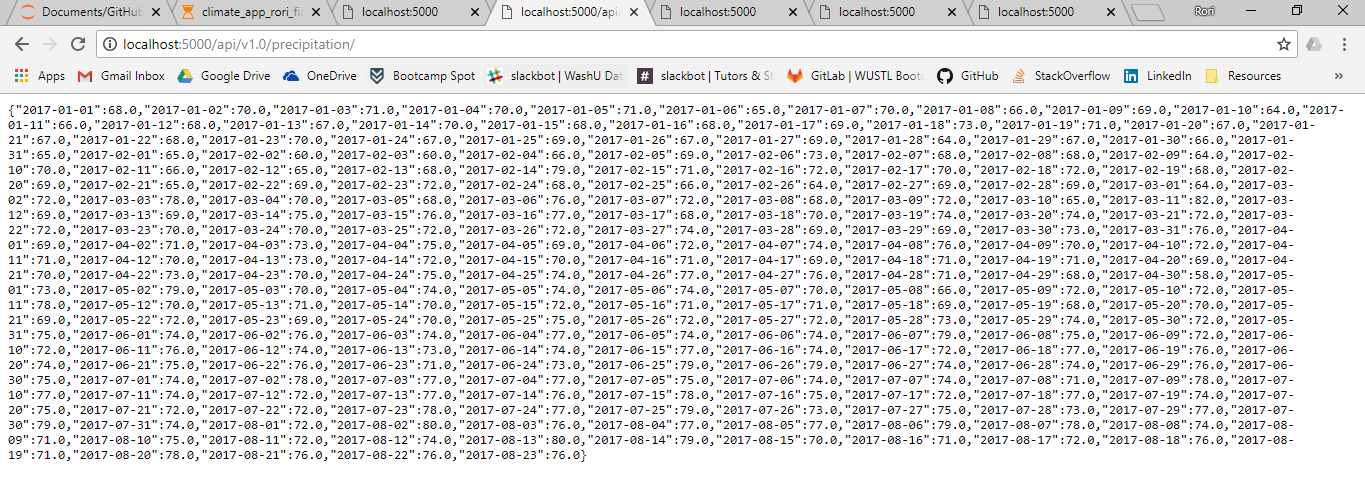 Documents/GitHub
climate_app_rori_fi
localhost:5000
localhost:5000/api/
localhost:5000
localhost:5000
localhost:5000
Rori
localhost:5000/api/v1.0/precipitation/
Apps
Gmail Inbox
Google Drive
OneDrive
Bootcamp Spot
slackbot | WashU Dat
slackbot | Tutors & St
GitLab | WUSTL Boot
GitHub
StackOverflow
LinkedIn
Resources
»
{"2017-01-01":68.0,"2017-01-02":70.0,"2017-01-03":71.0,"2017-01-04":70.0,"2017-01-05":71.0,"2017-01-06":65.0,"2017-01-07":70.0,"2017-01-08":66.0,"2017-01-09":69.0,"2017-01-10":64.0,"2017-
01-11":66.0,"2017-01-12":68.0,"2017-01-13":67.0,"2017-01-14":70.0,"2017-01-15":68.0,"2017-01-16":68.0,"2017-01-17":69.0,"2017-01-18":73.0,"2017-01-19":71.0,"2017-01-20":67.0,"2017-01-
21":67.0,"2017-01-22":68.0,"2017-01-23":70.0,"2017-01-24":67.0,"2017-01-25":69.0,"2017-01-26":67.0,"2017-01-27":69.0,"2017-01-28":64.0,"2017-01-29":67.0,"2017-01-30":66.0,"2017-01-
31":65.0,"2017-02-01":65.0,"2017-02-02":60.0,"2017-02-03":60.0,"2017-02-04":66.0,"2017-02-05":69.0,"2017-02-06":73.0,"2017-02-07":68.0,"2017-02-08":68.0,"2017-02-09":64.0,"2017-02-
10":70.0,"2017-02-11":66.0,"2017-02-12":65.0,"2017-02-13":68.0,"2017-02-14":79.0,"2017-02-15":71.0,"2017-02-16":72.0,"2017-02-17":70.0,"2017-02-18":72.0,"2017-02-19":68.0,"2017-02-
20":69.0,"2017-02-21":65.0,"2017-02-22":69.0,"2017-02-23":72.0,"2017-02-24":68.0,"2017-02-25":66.0,"2017-02-26":64.0,"2017-02-27":69.0,"2017-02-28":69.0,"2017-03-01":64.0,"2017-03-
02":72.0,"2017-03-03":78.0,"2017-03-04":70.0,"2017-03-05":68.0,"2017-03-06":76.0,"2017-03-07":72.0,"2017-03-08":68.0,"2017-03-09":72.0,"2017-03-10":65.0,"2017-03-11":82.0,"2017-03-
12":69.0,"2017-03-13":69.0,"2017-03-14":75.0,"2017-03-15":76.0,"2017-03-16":77.0,"2017-03-17":68.0,"2017-03-18":70.0,"2017-03-19":74.0,"2017-03-20":74.0,"2017-03-21":72.0,"2017-03-
22":72.0,"2017-03-23":70.0,"2017-03-24":70.0,"2017-03-25":72.0,"2017-03-26":72.0,"2017-03-27":74.0,"2017-03-28":69.0,"2017-03-29":69.0,"2017-03-30":73.0,"2017-03-31":76.0,"2017-04-
01":69.0,"2017-04-02":71.0,"2017-04-03":73.0,"2017-04-04":75.0,"2017-04-05":69.0,"2017-04-06":72.0,"2017-04-07":74.0,"2017-04-08":76.0,"2017-04-09":70.0,"2017-04-10":72.0,"2017-04-
11":71.0,"2017-04-12":70.0,"2017-04-13":73.0,"2017-04-14":72.0,"2017-04-15":70.0,"2017-04-16":71.0,"2017-04-17":69.0,"2017-04-18":71.0,"2017-04-19":71.0,"2017-04-20":69.0,"2017-04-
21":70.0,"2017-04-22":73.0,"2017-04-23":70.0,"2017-04-24":75.0,"2017-04-25":74.0,"2017-04-26":77.0,"2017-04-27":76.0,"2017-04-28":71.0,"2017-04-29":68.0,"2017-04-30":58.0,"2017-05-
01":73.0,"2017-05-02":79.0,"2017-05-03":70.0,"2017-05-04":74.0,"2017-05-05":74.0,"2017-05-06":74.0,"2017-05-07":70.0,"2017-05-08":66.0,"2017-05-09":72.0,"2017-05-10":72.0,"2017-05-
11":78.0,"2017-05-12":70.0,"2017-05-13":71.0,"2017-05-14":70.0,"2017-05-15":72.0,"2017-05-16":71.0,"2017-05-17":71.0,"2017-05-18":69.0,"2017-05-19":68.0,"2017-05-20":70.0,"2017-05-
21":69.0,"2017-05-22":72.0,"2017-05-23":69.0,"2017-05-24":70.0,"2017-05-25":75.0,"2017-05-26":72.0,"2017-05-27":72.0,"2017-05-28":73.0,"2017-05-29":74.0,"2017-05-30":72.0,"2017-05-
31":75.0,"2017-06-01":74.0,"2017-06-02":76.0,"2017-06-03":74.0,"2017-06-04":77.0,"2017-06-05":74.0,"2017-06-06":74.0,"2017-06-07":79.0,"2017-06-08":75.0,"2017-06-09":72.0,"2017-06-
10":72.0,"2017-06-11":76.0,"2017-06-12":74.0,"2017-06-13":73.0,"2017-06-14":74.0,"2017-06-15":77.0,"2017-06-16":74.0,"2017-06-17":72.0,"2017-06-18":77.0,"2017-06-19":76.0,"2017-06-
20":74.0,"2017-06-21":75.0,"2017-06-22":76.0,"2017-06-23":71.0,"2017-06-24":73.0,"2017-06-25":79.0,"2017-06-26":79.0,"2017-06-27":74.0,"2017-06-28":74.0,"2017-06-29":76.0,"2017-06-
30":75.0,"2017-07-01":74.0,"2017-07-02":78.0,"2017-07-03":77.0,"2017-07-04":77.0,"2017-07-05":75.0,"2017-07-06":74.0,"2017-07-07":74.0,"2017-07-08":71.0,"2017-07-09":78.0,"2017-07-
10":77.0,"2017-07-11":74.0,"2017-07-12":72.0,"2017-07-13":77.0,"2017-07-14":76.0,"2017-07-15":78.0,"2017-07-16":75.0,"2017-07-17":72.0,"2017-07-18":77.0,"2017-07-19":74.0,"2017-07-
20":75.0,"2017-07-21":72.0,"2017-07-22":72.0,"2017-07-23":78.0,"2017-07-24":77.0,"2017-07-25":79.0,"2017-07-26":73.0,"2017-07-27":75.0,"2017-07-28":73.0,"2017-07-29":77.0,"2017-07-
30":79.0,"2017-07-31":74.0,"2017-08-01":72.0,"2017-08-02":80.0,"2017-08-03":76.0,"2017-08-04":77.0,"2017-08-05":77.0,"2017-08-06":79.0,"2017-08-07":78.0,"2017-08-08":74.0,"2017-08-
09":71.0,"2017-08-10":75.0,"2017-08-11":72.0,"2017-08-12":74.0,"2017-08-13":80.0,"2017-08-14":79.0,"2017-08-15":70.0,"2017-08-16":71.0,"2017-08-17":72.0,"2017-08-18":76.0,"2017-08-
19":71.0,"2017-08-20":78.0,"2017-08-21":76.0,"2017-08-22":76.0,"2017-08-23":76.0}